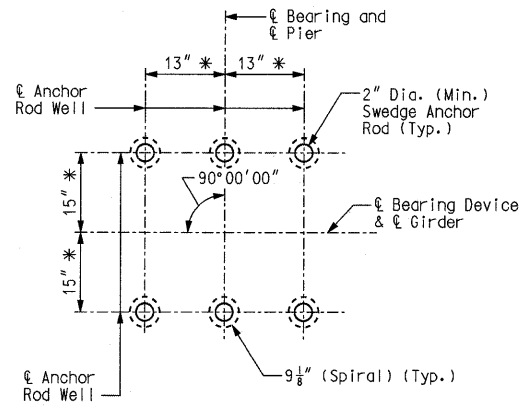 ℄ Bearing and
℄ Pier
13" * 13" *
℄ Anchor
Rod Well
2" Dia. (Min.)
Swedge Anchor
Rod (Typ.)
90°00'00"
15" *
℄ Bearing Device
& ℄ Girder
15" *
℄ Anchor
Rod Well
9⅛" (Spiral) (Typ.)